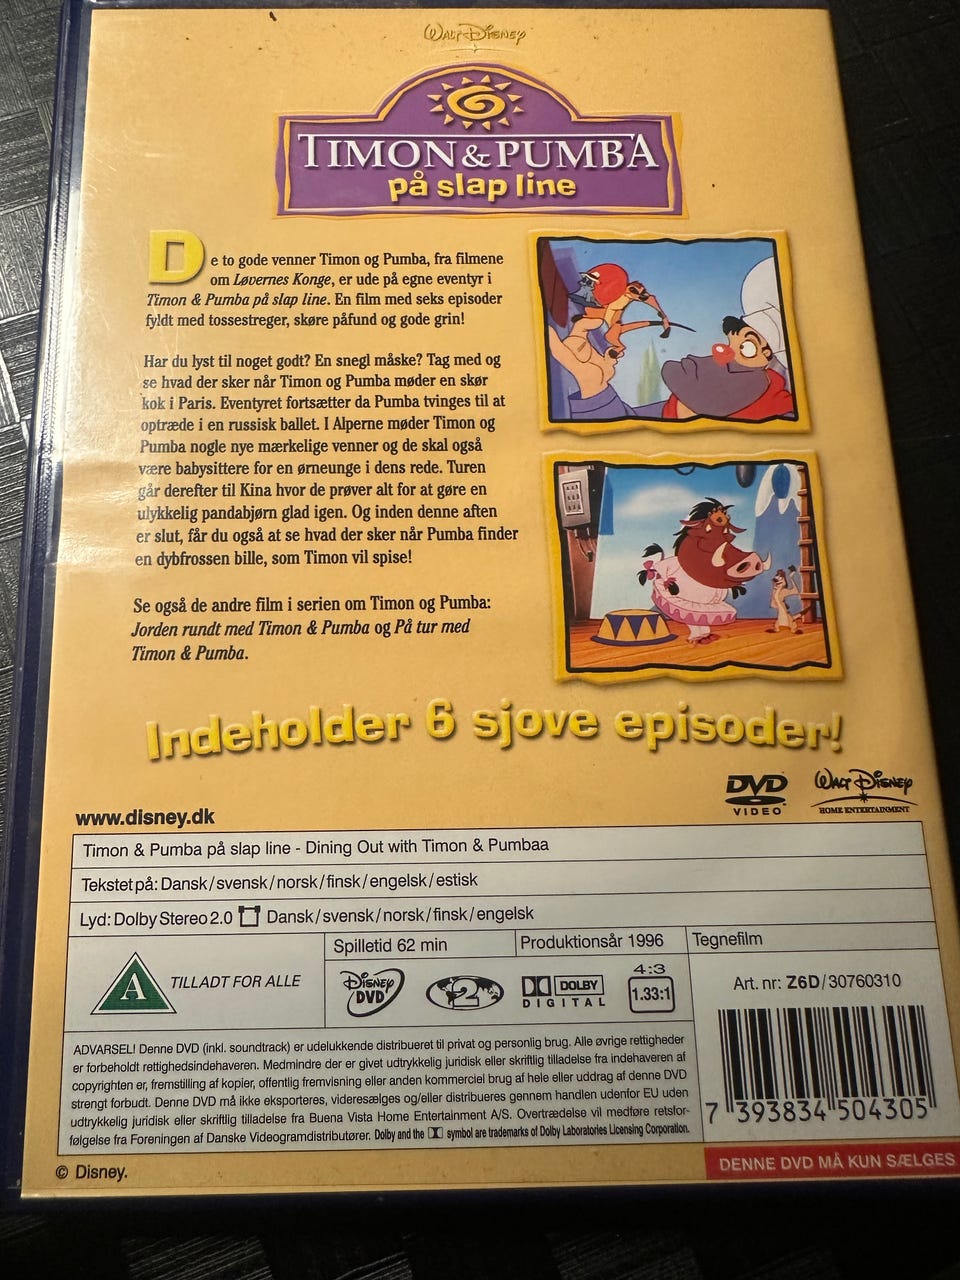 WALT DISNEY
TIMON & PUMBA
på slap line
De to gode venner Timon og Pumba, fra filmene
om Løvernes Konge, er ude på egne eventyr i
Timon & Pumba på slap line. En film med seks episoder
fyldt med tossestreger, skøre påfund og gode grin!
Har du lyst til noget godt? En snegl måske? Tag med og
se hvad der sker når Timon og Pumba møder en skør
kok i Paris. Eventyret fortsætter da Pumba tvinges til at
optræde i en russisk ballet. I Alperne møder Timon og
Pumba nogle nye mærkelige venner og de skal også
være babysittere for en ørneunge i dens rede. Turen
går derefter til Kina hvor de prøver alt for at gøre en
ulykkelig pandabjørn glad igen. Og inden denne aften
er slut, får du også at se hvad der sker når Pumba finder
en dybfrossen bille, som Timon vil spise!
Se også de andre film i serien om Timon og Pumba:
Jorden rundt med Timon & Pumba og På tur med
Timon & Pumba.
Indeholder 6 sjove episoder!
DVD
VIDEO
WALT DISNEY
HOME ENTERTAINMENT
www.disney.dk
Timon & Pumba på slap line - Dining Out with Timon & Pumbaa
Tekstet på: Dansk/svensk/norsk/finsk/engelsk/estisk
Lyd: Dolby Stereo 2.0 Dansk/svensk/norsk/finsk/engelsk
A TILLADT FOR ALLE
Spilletid 62 min
Produktionsår 1996
Tegnefilm
DISNEY
DVD
2
DOLBY
DIGITAL
4:3
1.33:1
Art. nr: Z6D/30760310
ADVARSEL! Denne DVD (inkl. soundtrack) er udelukkende distribueret til privat og personlig brug. Alle øvrige rettigheder
er forbeholdt rettighedsindehaveren. Medmindre der er givet udtrykkelig juridisk eller skriftlig tilladelse fra indehaveren af
copyrighten er, fremstilling af kopier, offentlig fremvisning eller anden kommerciel brug af hele eller uddrag af denne DVD
strengt forbudt. Denne DVD må ikke eksporteres, videresælges og/eller distribueres gennem handlen udenfor EU uden
udtrykkelig juridisk eller skriftlig tilladelse fra Buena Vista Home Entertainment A/S. Overtrædelse vil medføre retsfor-
følgelse fra Foreningen af Danske Videogramdistributører. Dolby and the symbol are trademarks of Dolby Laboratories Licensing Corporation.
7 393834 504305
© Disney.
DENNE DVD MÅ KUN SÆLGES